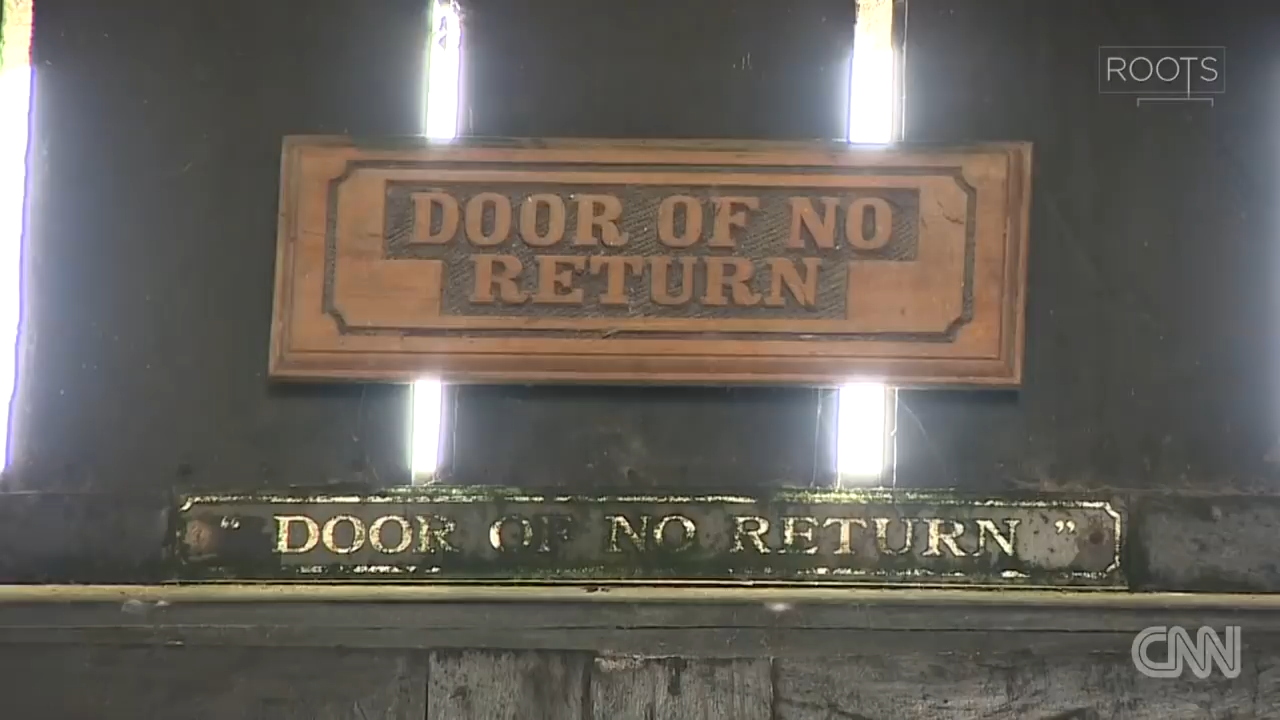 ROOTS
DOOR OF NO
RETURN
“ DOOR OF NO RETURN ”
CNN